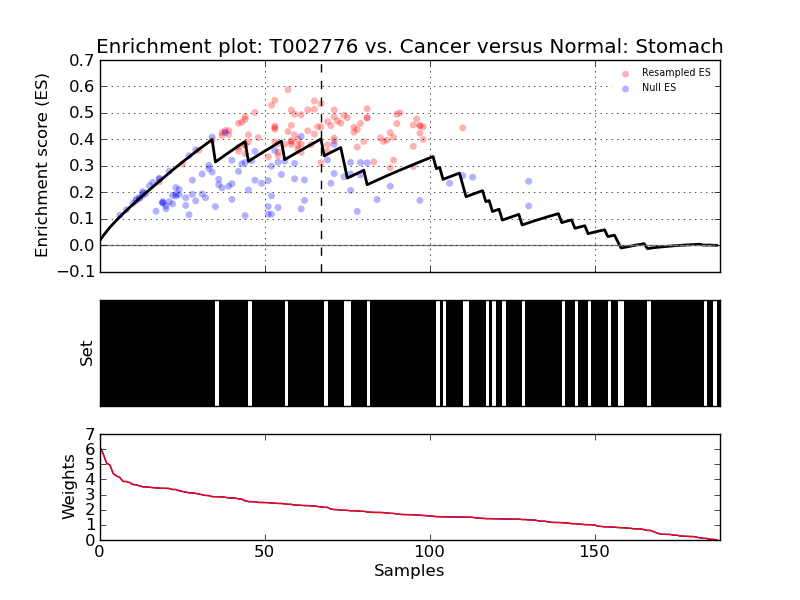 Enrichment plot: T002776 vs. Cancer versus Normal: Stomach
Enrichment score (ES)
0.7
0.6
0.5
0.4
0.3
0.2
0.1
0.0
−0.1
Resampled ES
Null ES
Set
Weights
7
6
5
4
3
2
1
0
0 50 100 150
Samples